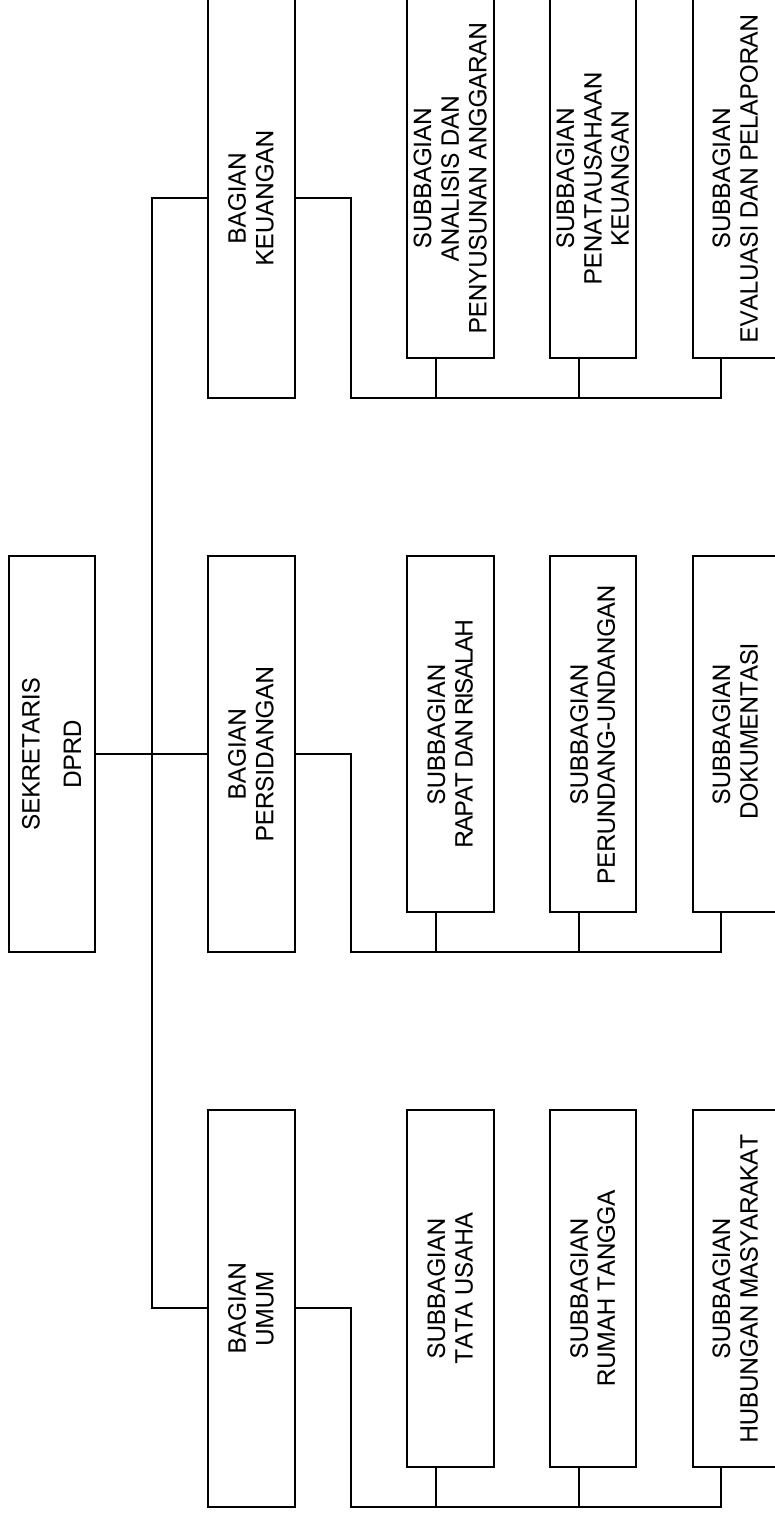 SEKRETARIS
DPRD
BAGIAN
UMUM
BAGIAN
PERSIDANGAN
BAGIAN
KEUANGAN
SUBBAGIAN
TATA USAHA
SUBBAGIAN
RAPAT DAN RISALAH
SUBBAGIAN
ANALISIS DAN
PENYUSUNAN ANGGARAN
SUBBAGIAN
RUMAH TANGGA
SUBBAGIAN
PERUNDANG-UNDANGAN
SUBBAGIAN
PENATAUSAHAAN
KEUANGAN
SUBBAGIAN
HUBUNGAN MASYARAKAT
SUBBAGIAN
DOKUMENTASI
SUBBAGIAN
EVALUASI DAN PELAPORAN